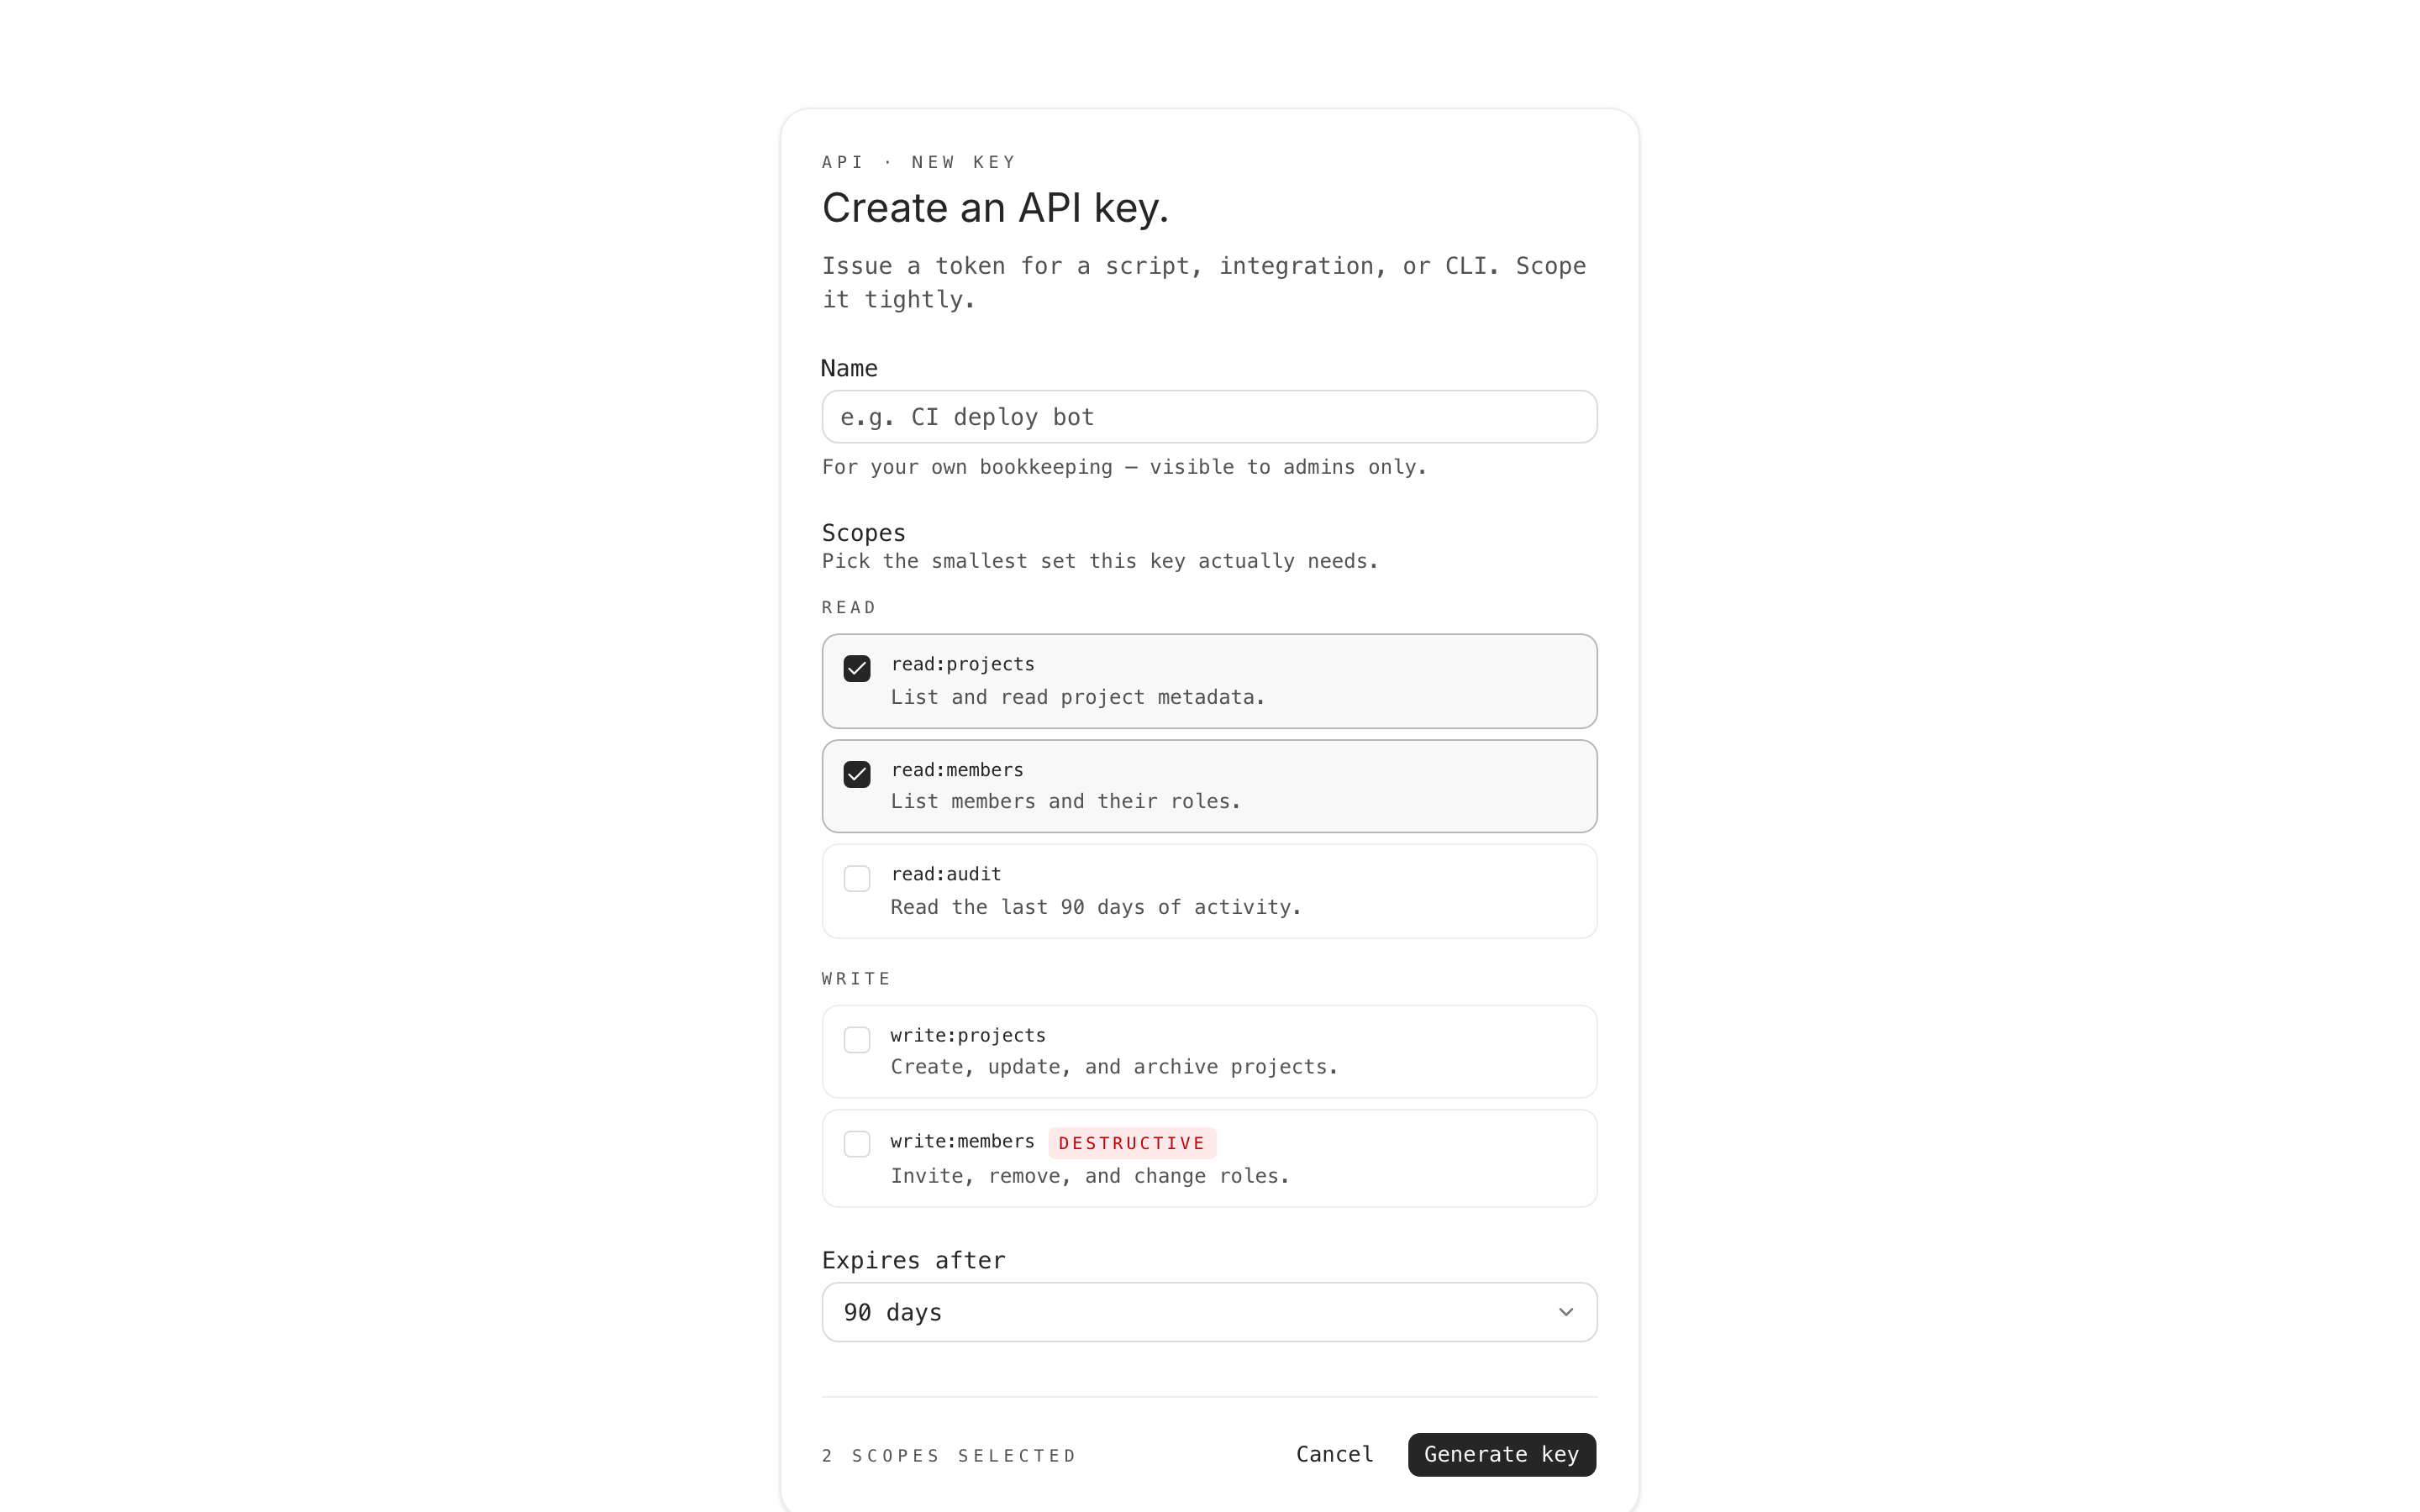 API · NEW KEY
Create an API key.
Issue a token for a script, integration, or CLI. Scope
it tightly.
Name
e.g. CI deploy bot
For your own bookkeeping — visible to admins only.
Scopes
Pick the smallest set this key actually needs.
READ
read:projects
List and read project metadata.
read:members
List members and their roles.
read:audit
Read the last 90 days of activity.
WRITE
write:projects
Create, update, and archive projects.
write:members DESTRUCTIVE
Invite, remove, and change roles.
Expires after
90 days
2 SCOPES SELECTED Cancel Generate key